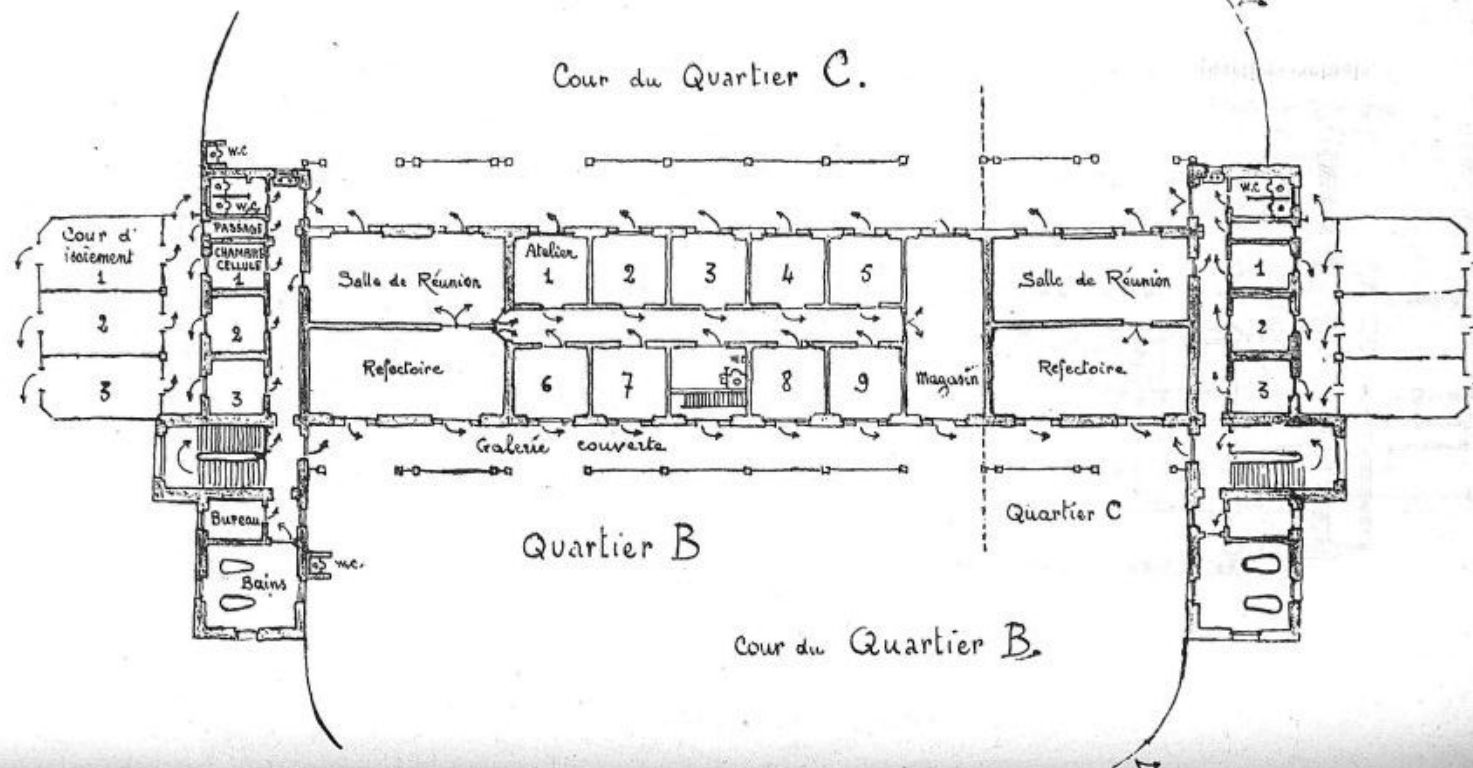 Cour du Quartier C.
W.C
W.C
W.C
PASSAGE
Cour d'
isolement
1
CHAMBRE
CELLULE
1
Atelier
1
2
3
4
5
Salle de Réunion
Salle de Réunion
1
2
2
2
3
3
Refectoire
6
7
W.C
8
9
Magasin
Refectoire
3
Galerie couverte
Bureau
Quartier B
Quartier C
W.C.
Bains
Cour du Quartier B.